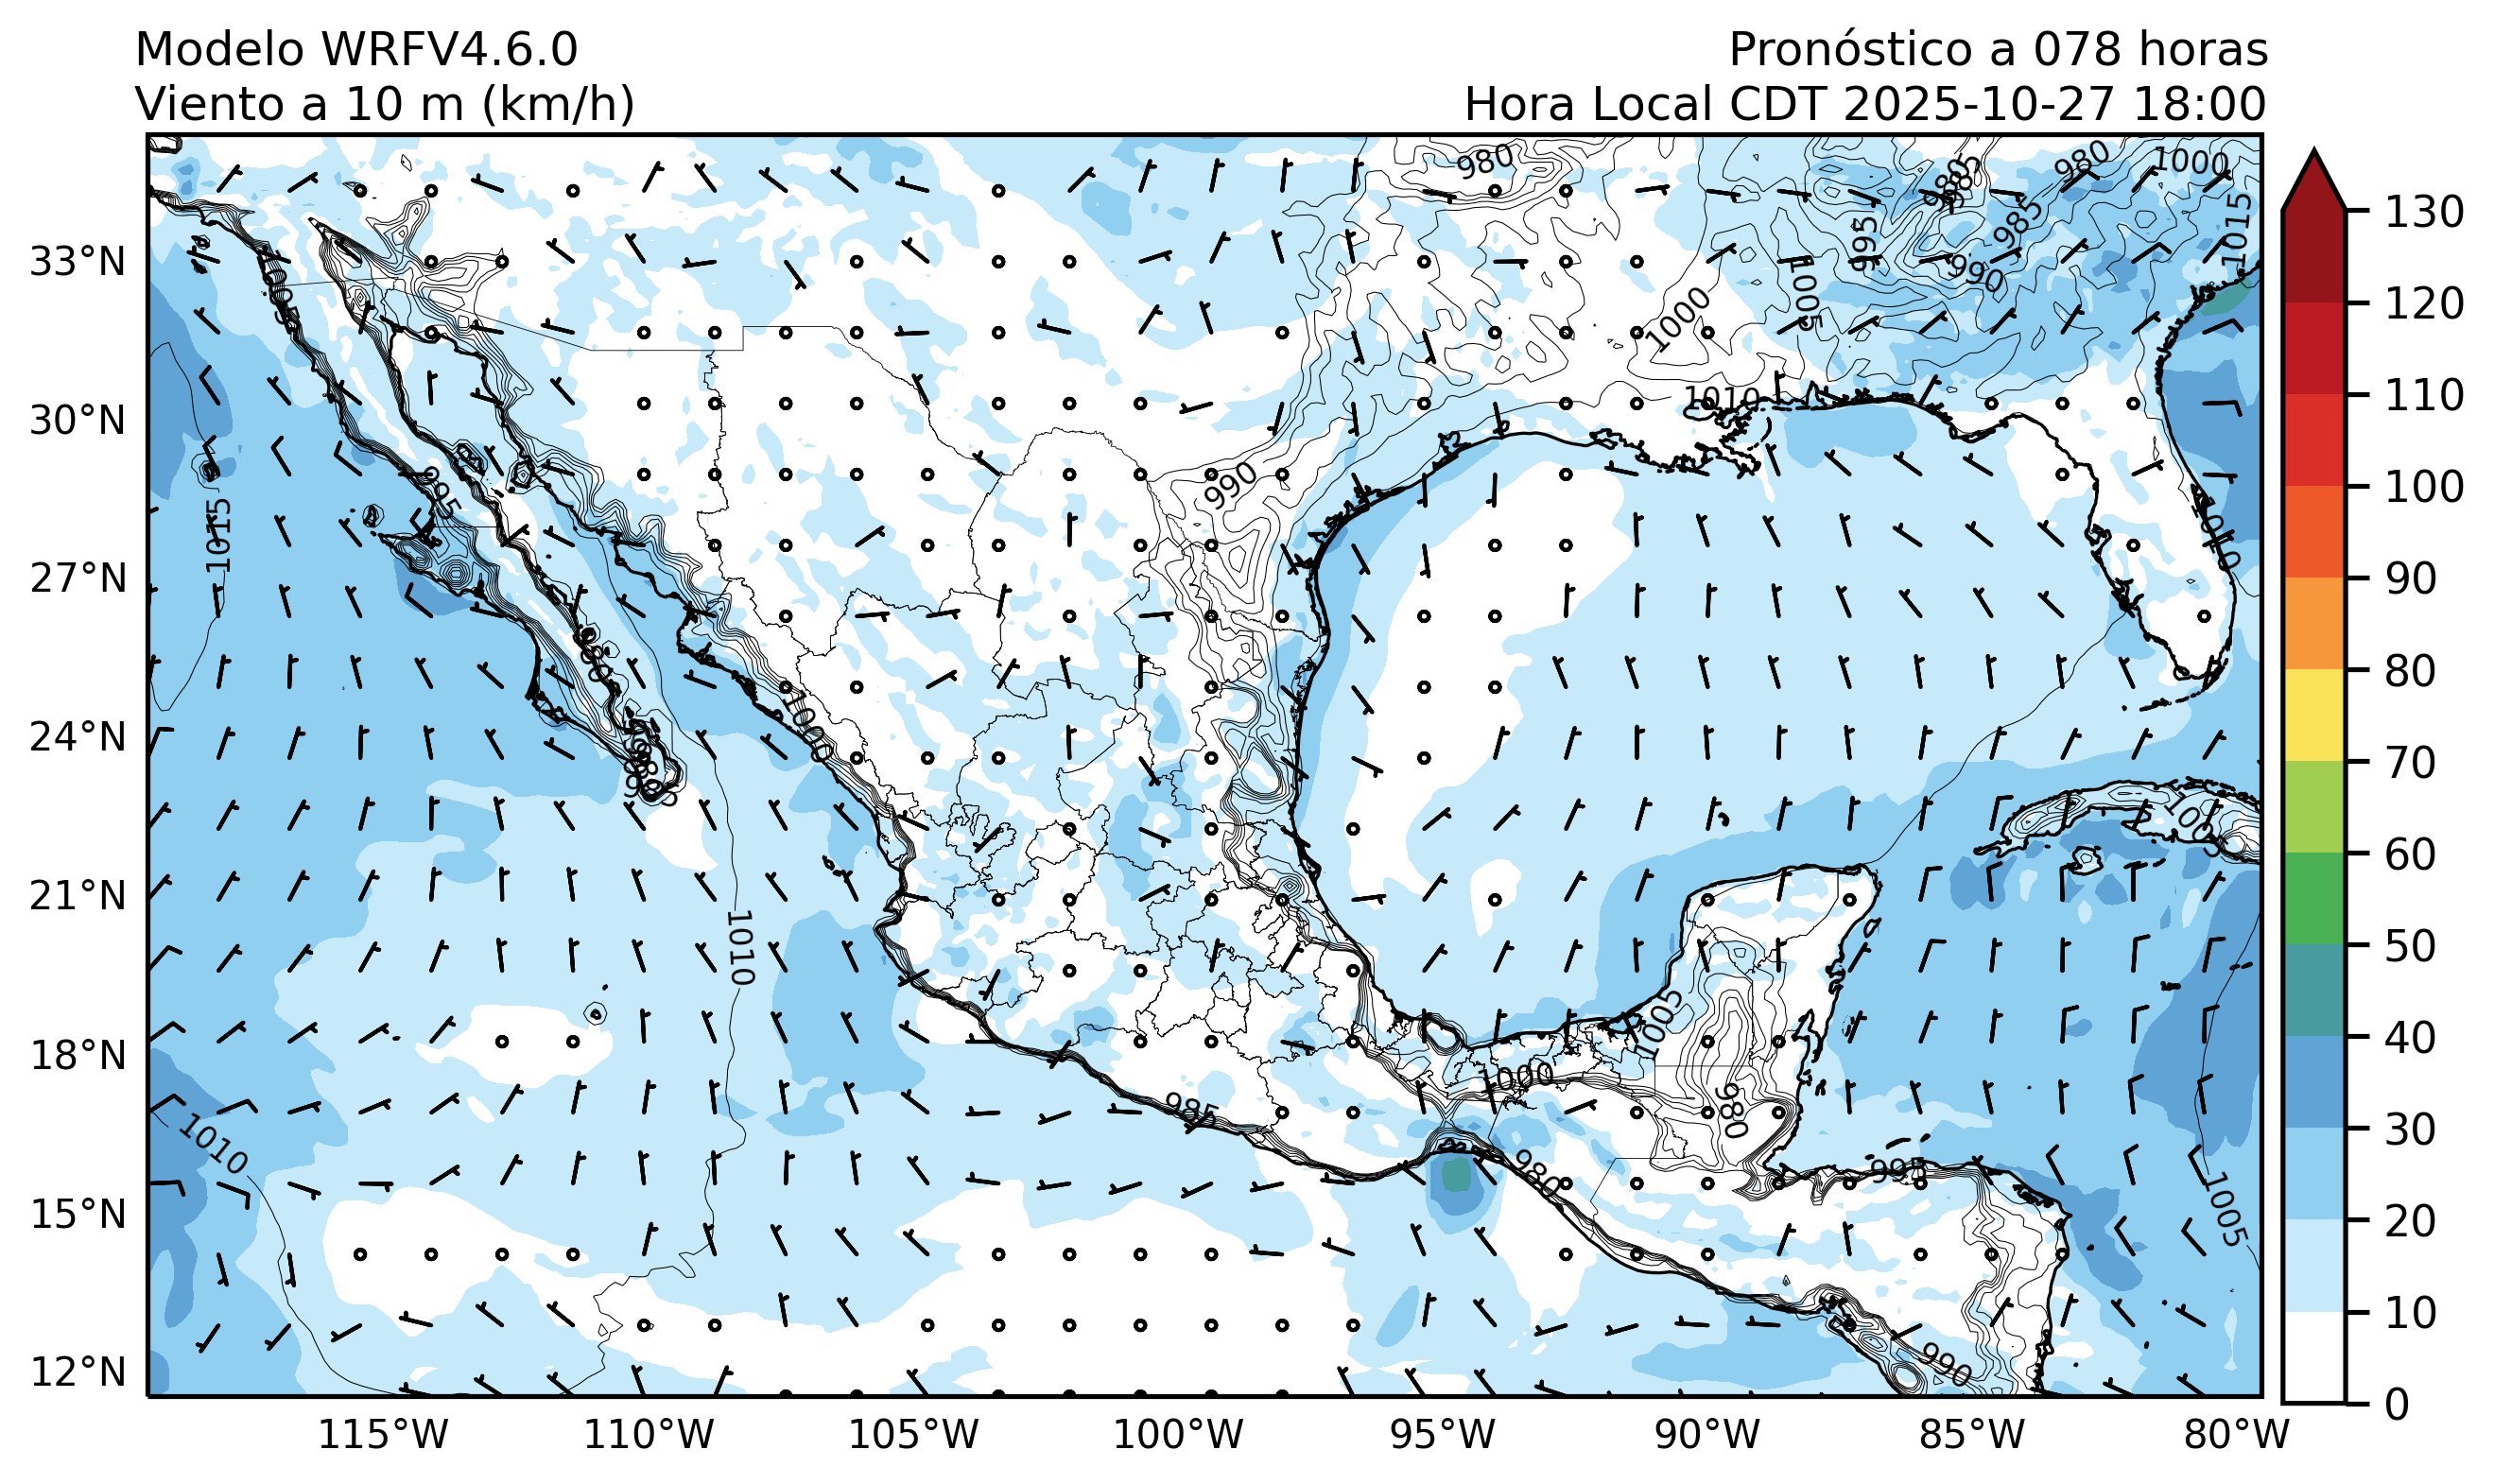 Modelo WRFV4.6.0
Pronóstico a 078 horas
Viento a 10 m (km/h)
Hora Local CDT 2025-10-27 18:00
33°N
30°N
27°N
24°N
21°N
18°N
15°N
12°N
115°W
110°W
105°W
100°W
95°W
90°W
85°W
80°W
130
120
110
100
90
80
70
60
50
40
30
20
10
0
980
985
980
1000
985
995
990
1015
1005
1000
1010
990
995
1015
1010
1000
1005
1010
1005
1000
980
985
980
995
1010
1005
990